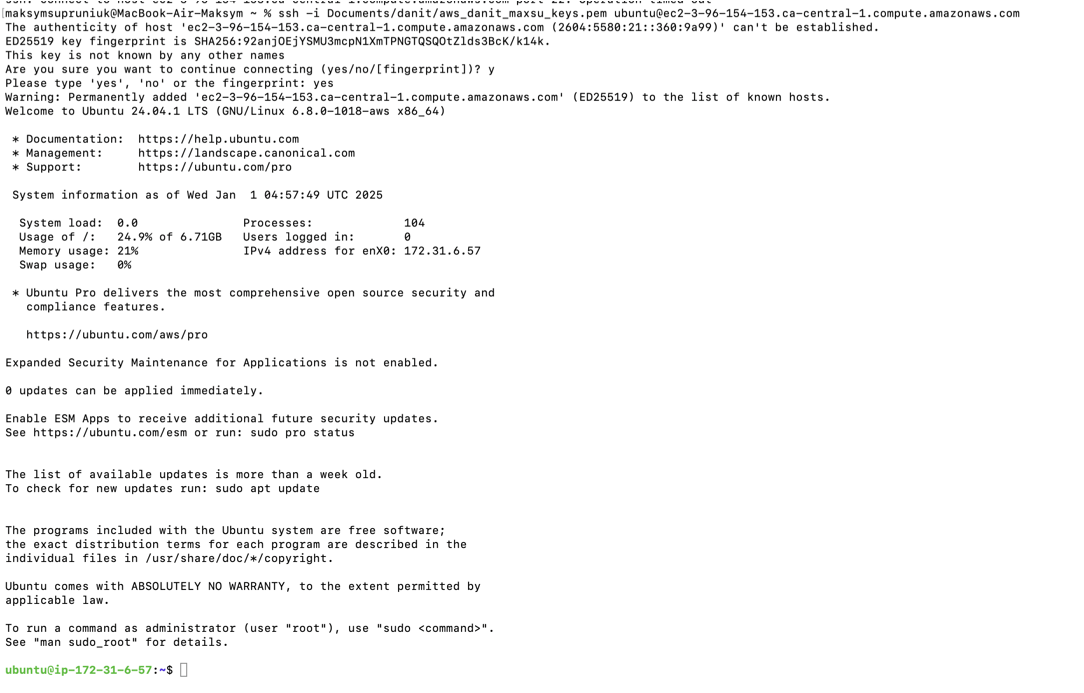 [maksymsupruniuk@MacBook-Air-Maksym ~ % ssh -i Documents/danit/aws_danit_maxsu_keys.pem ubuntu@ec2-3-96-154-153.ca-central-1.compute.amazonaws.com
The authenticity of host 'ec2-3-96-154-153.ca-central-1.compute.amazonaws.com (2604:5580:21::360:9a99)' can't be established.
ED25519 key fingerprint is SHA256:92anjOEjYSMU3mcpN1XmTPNGTQSQOtZlds3BcK/k14k.
This key is not known by any other names
Are you sure you want to continue connecting (yes/no/[fingerprint])? y
Please type 'yes', 'no' or the fingerprint: yes
Warning: Permanently added 'ec2-3-96-154-153.ca-central-1.compute.amazonaws.com' (ED25519) to the list of known hosts.
Welcome to Ubuntu 24.04.1 LTS (GNU/Linux 6.8.0-1018-aws x86_64)
* Documentation: https://help.ubuntu.com
* Management: https://landscape.canonical.com
* Support: https://ubuntu.com/pro
System information as of Wed Jan 1 04:57:49 UTC 2025
System load: 0.0 Processes: 104
Usage of /: 24.9% of 6.71GB Users logged in: 0
Memory usage: 21% IPv4 address for enX0: 172.31.6.57
Swap usage: 0%
* Ubuntu Pro delivers the most comprehensive open source security and
compliance features.
https://ubuntu.com/aws/pro
Expanded Security Maintenance for Applications is not enabled.
0 updates can be applied immediately.
Enable ESM Apps to receive additional future security updates.
See https://ubuntu.com/esm or run: sudo pro status
The list of available updates is more than a week old.
To check for new updates run: sudo apt update
The programs included with the Ubuntu system are free software;
the exact distribution terms for each program are described in the
individual files in /usr/share/doc/*/copyright.
Ubuntu comes with ABSOLUTELY NO WARRANTY, to the extent permitted by
applicable law.
To run a command as administrator (user "root"), use "sudo <command>".
See "man sudo_root" for details.
ubuntu@ip-172-31-6-57:~$